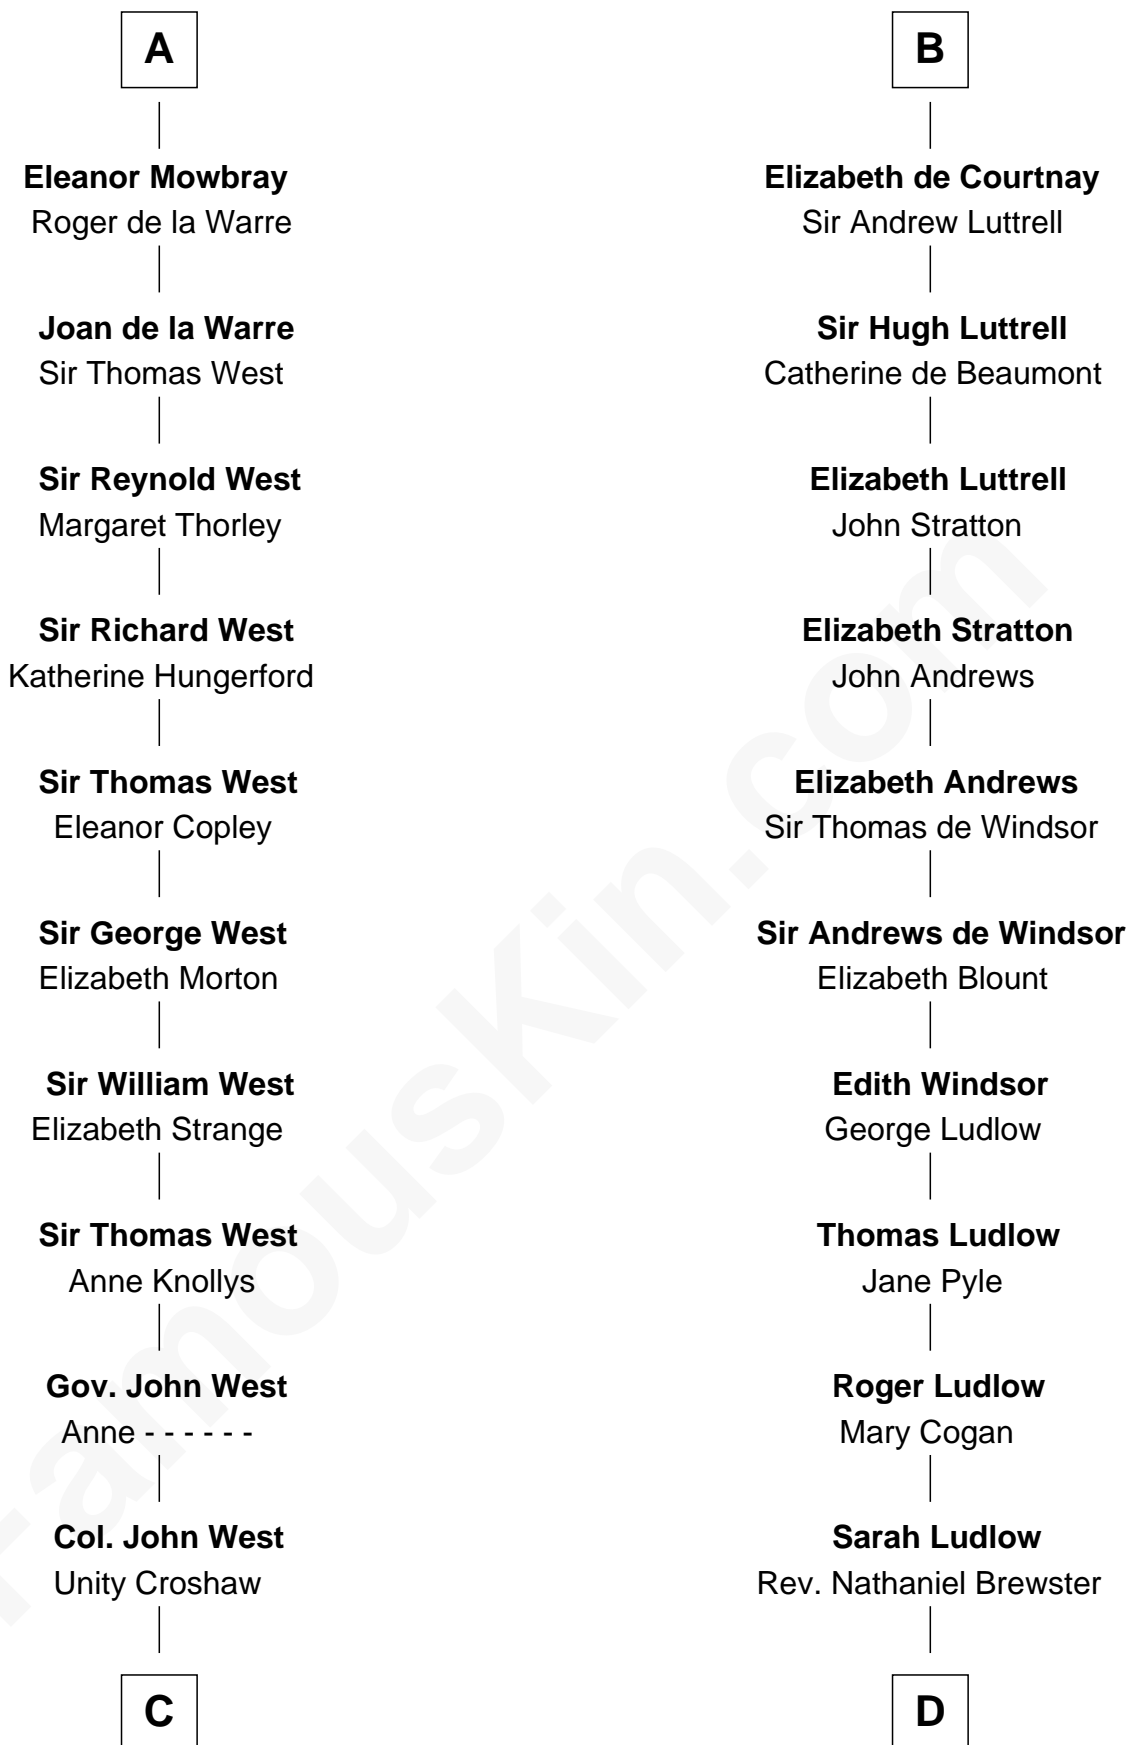 A
Eleanor Mowbray
Roger de la Warre
Joan de la Warre
Sir Thomas West
Sir Reynold West
Margaret Thorley
Sir Richard West
Katherine Hungerford
Sir Thomas West
Eleanor Copley
Sir George West
Elizabeth Morton
Sir William West
Elizabeth Strange
Sir Thomas West
Anne Knollys
Gov. John West
Anne - - - - - -
Col. John West
Unity Croshaw
C
B
Elizabeth de Courtnay
Sir Andrew Luttrell
Sir Hugh Luttrell
Catherine de Beaumont
Elizabeth Luttrell
John Stratton
Elizabeth Stratton
John Andrews
Elizabeth Andrews
Sir Thomas de Windsor
Sir Andrews de Windsor
Elizabeth Blount
Edith Windsor
George Ludlow
Thomas Ludlow
Jane Pyle
Roger Ludlow
Mary Cogan
Sarah Ludlow
Rev. Nathaniel Brewster
D
FamousKin.com